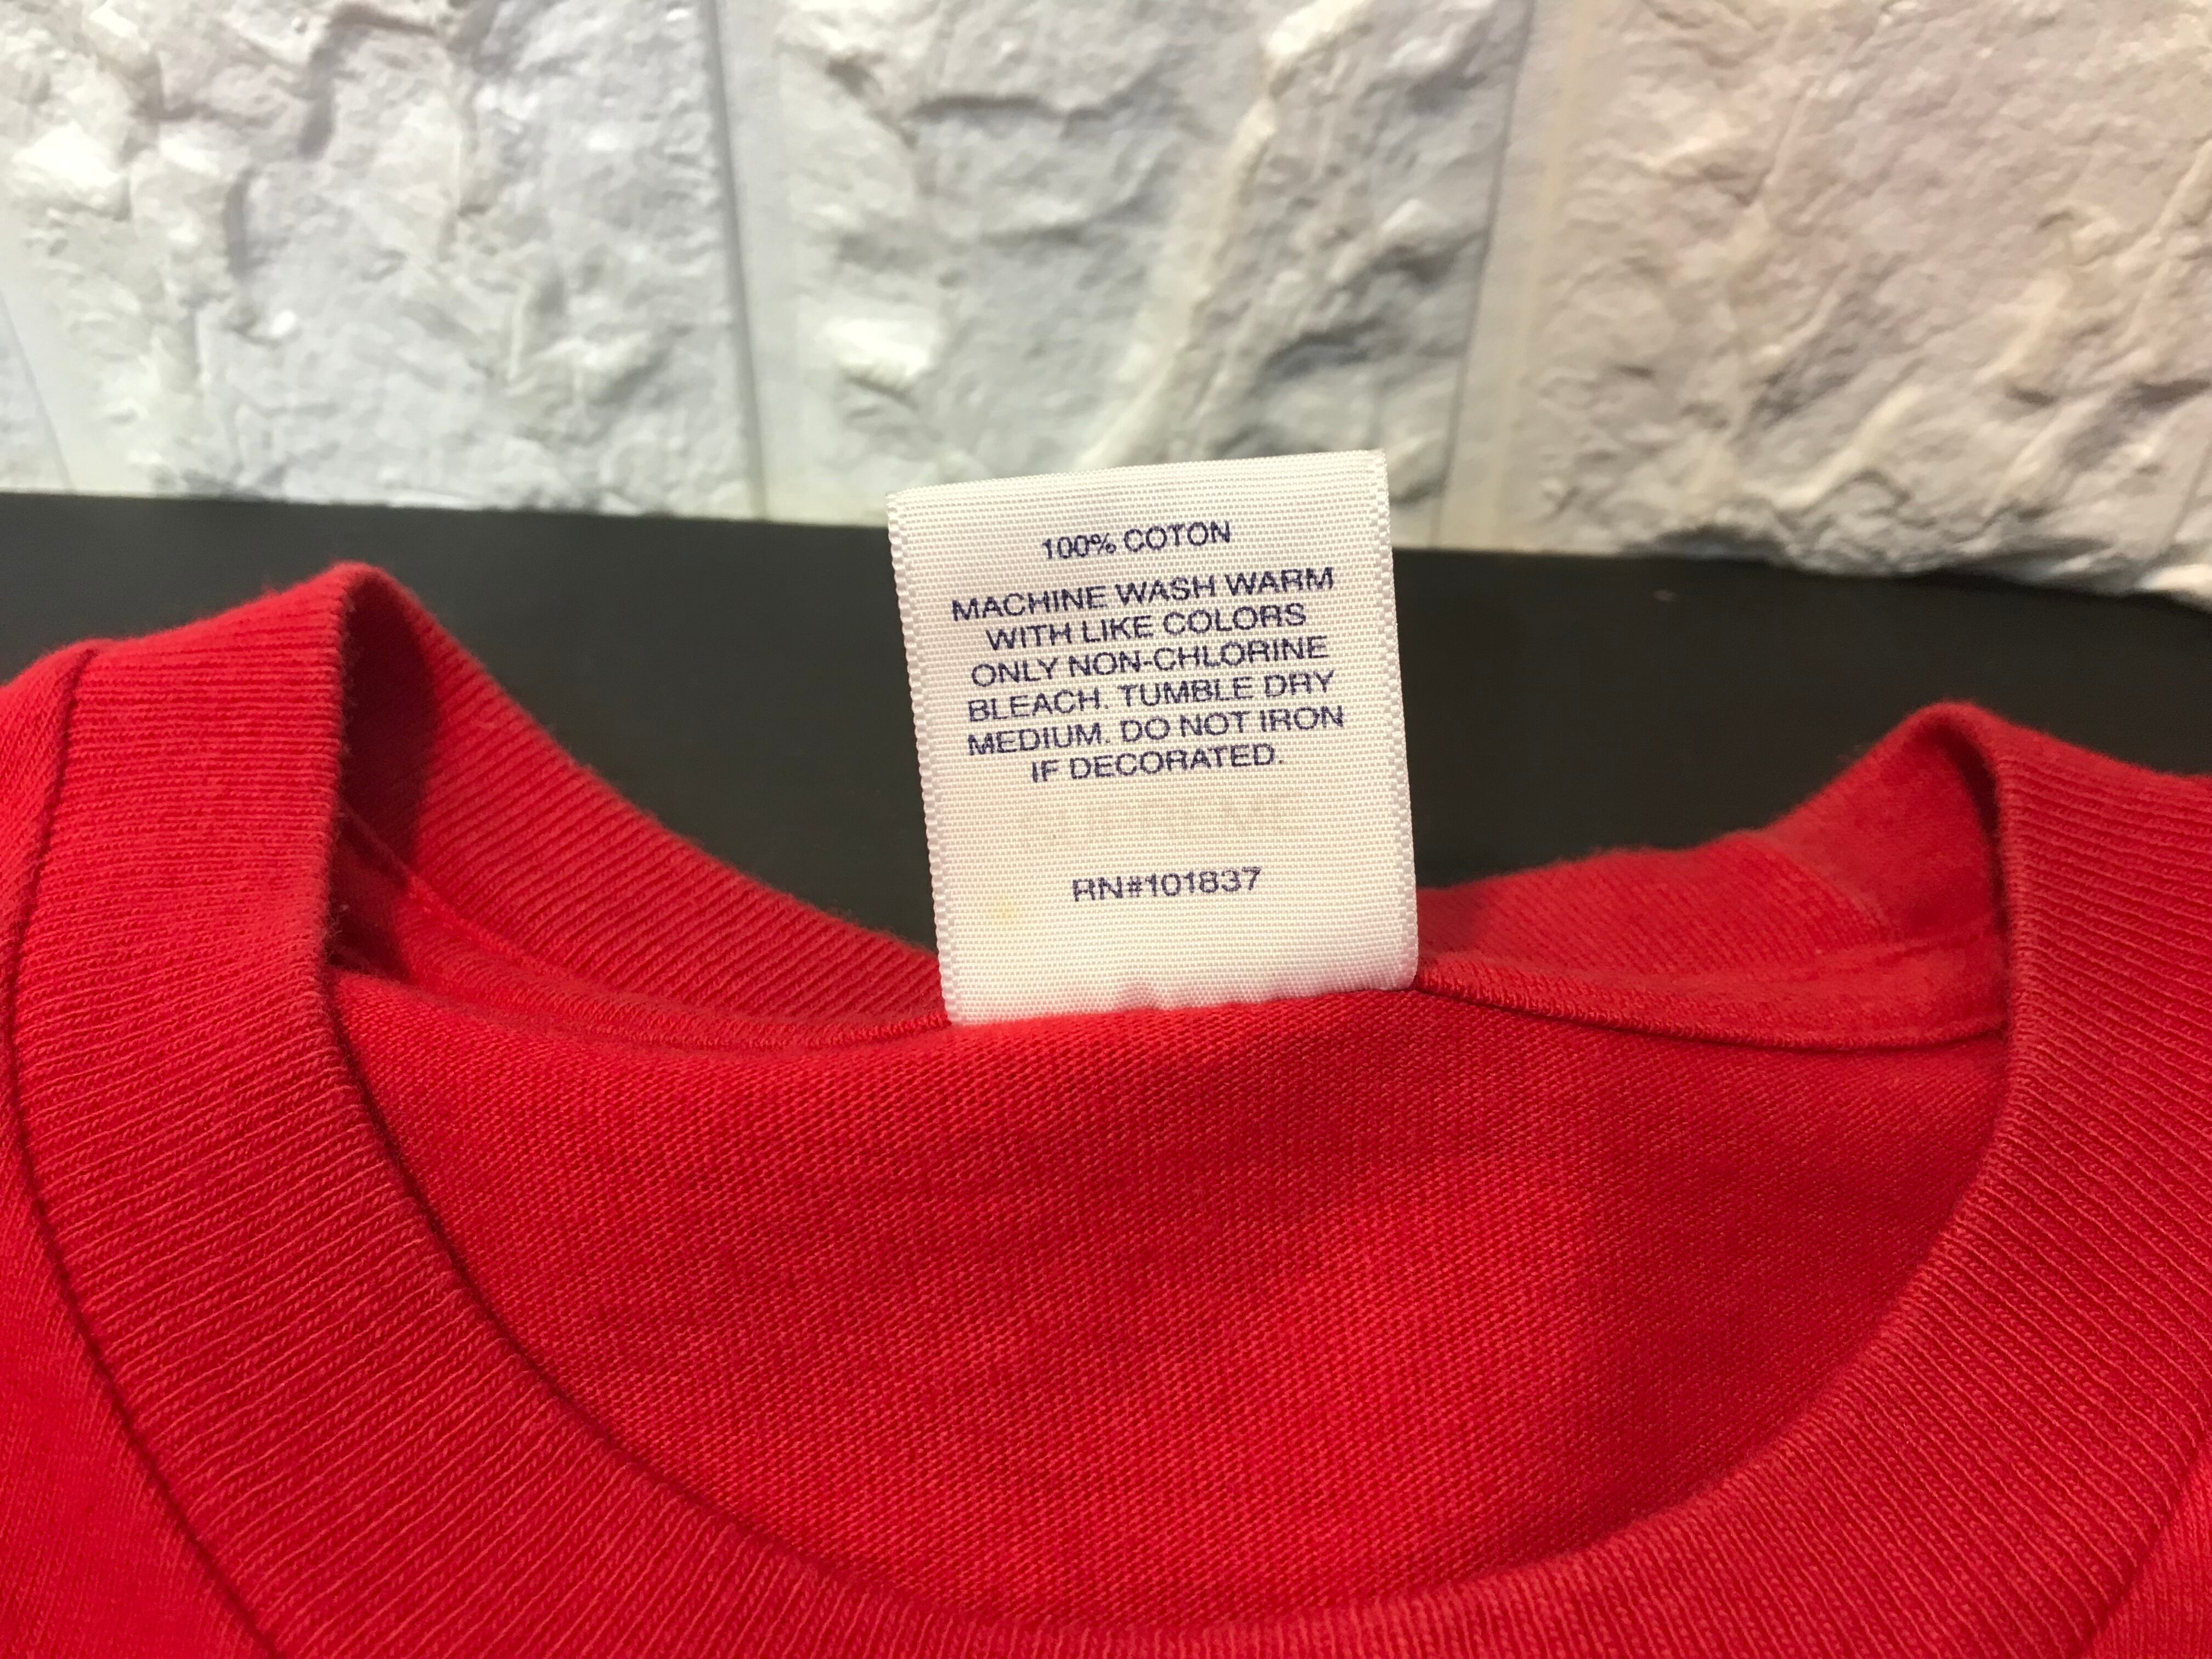 100% COTON
MACHINE WASH WARM
WITH LIKE COLORS
ONLY NON-CHLORINE
BLEACH. TUMBLE DRY
MEDIUM. DO NOT IRON
IF DECORATED.
SUPREME
RN#101837